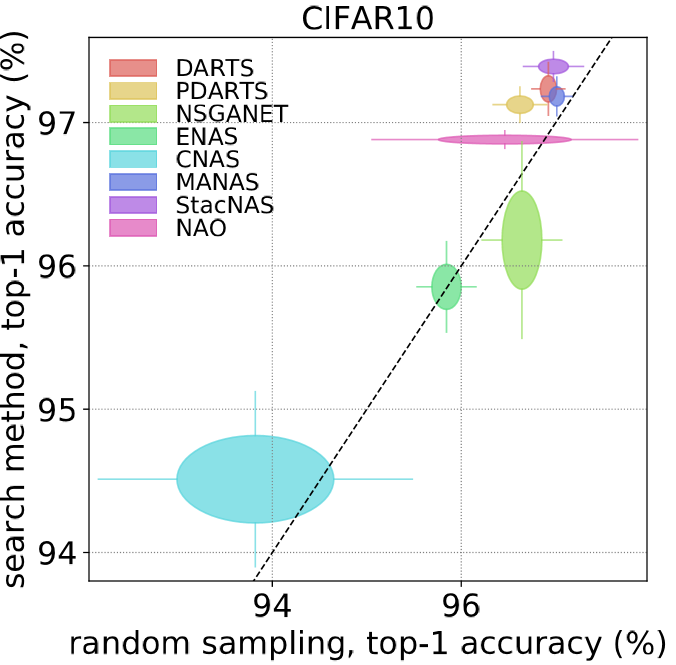 CIFAR10
search method, top-1 accuracy (%)
97
96
95
94
DARTS
PDARTS
NSGANET
ENAS
CNAS
MANAS
StacNAS
NAO
94 96
random sampling, top-1 accuracy (%)